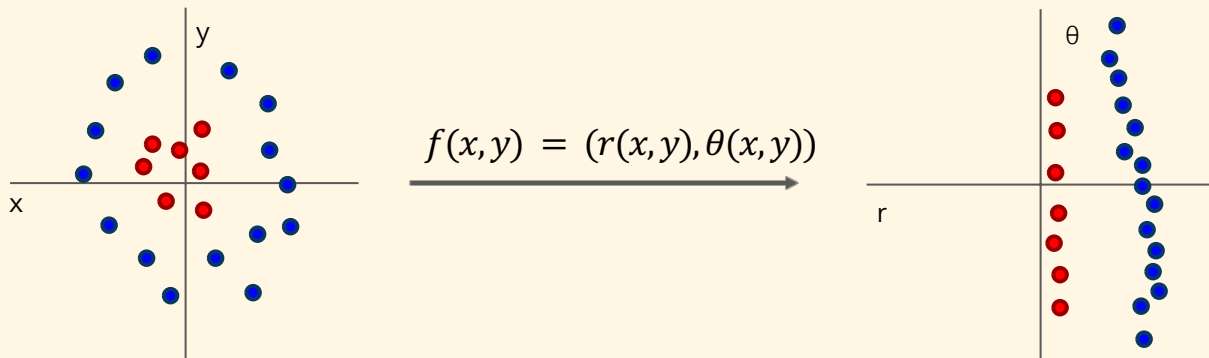 y
x
f(x, y) = (r(x, y), θ(x, y))
θ
r